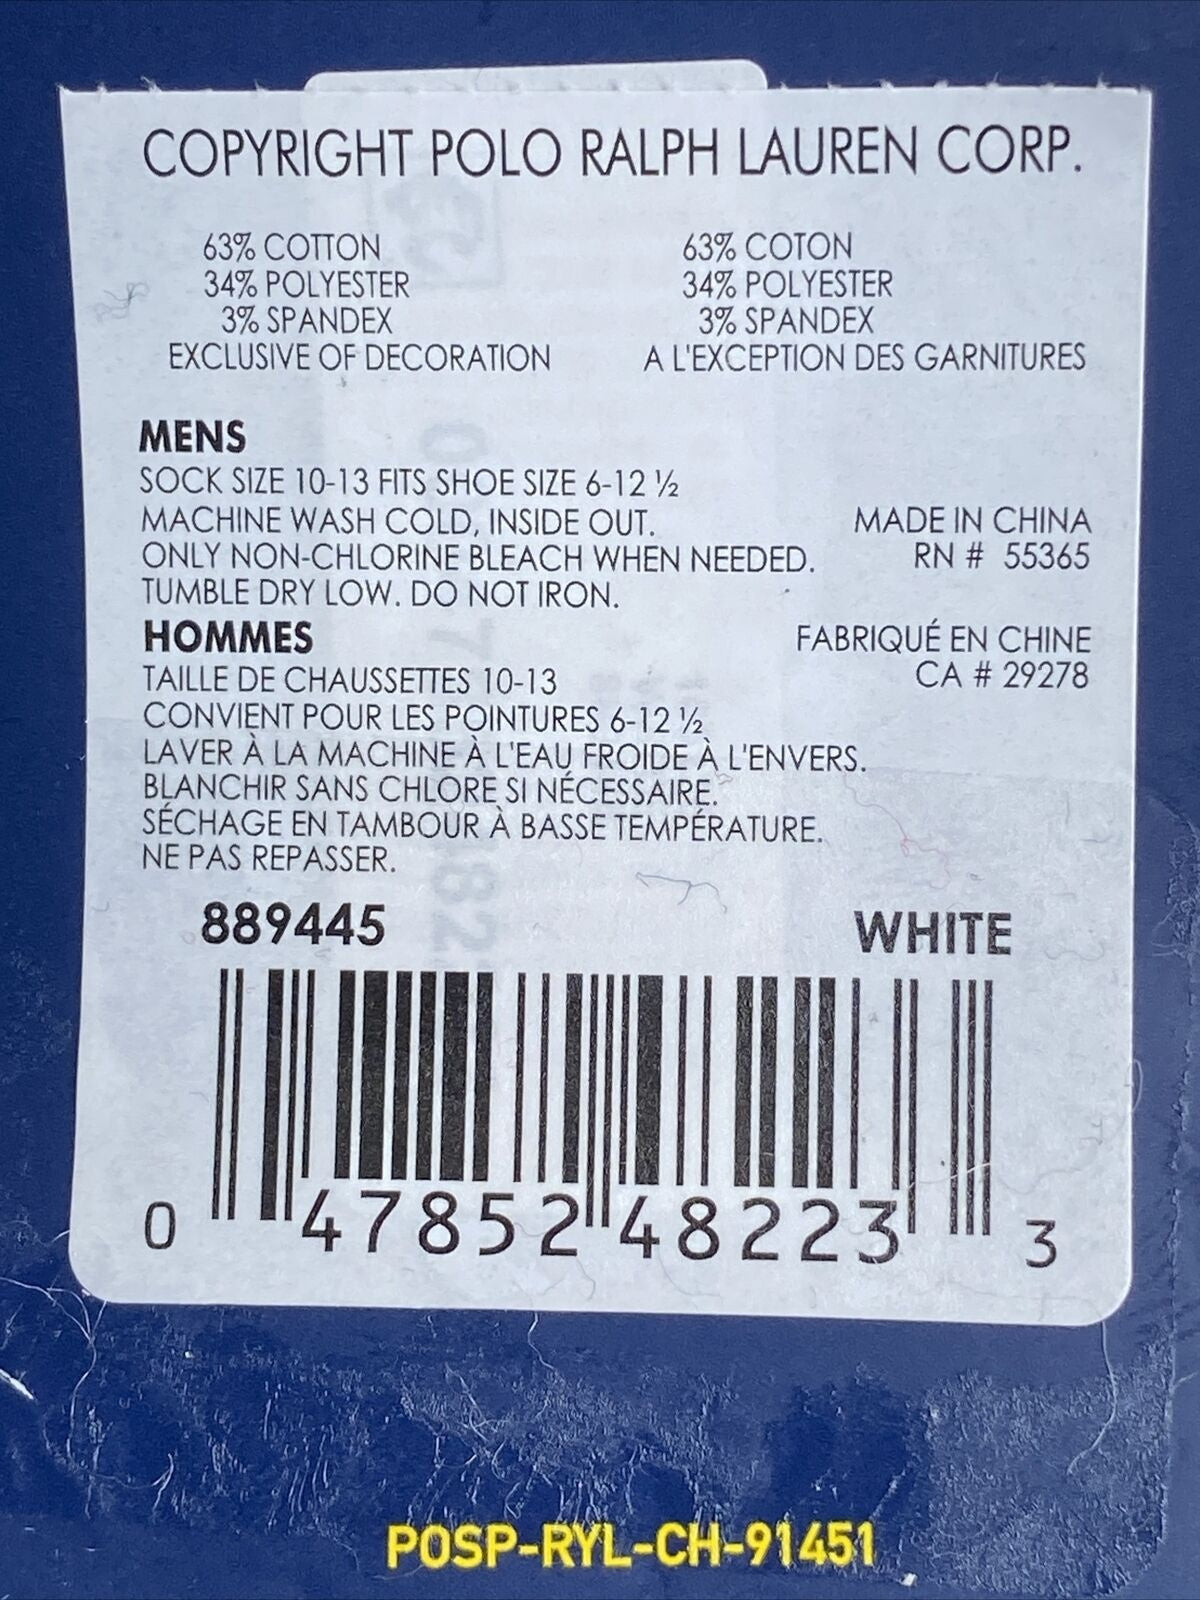 COPYRIGHT POLO RALPH LAUREN CORP.
63% COTTON
34% POLYESTER
3% SPANDEX
EXCLUSIVE OF DECORATION
63% COTON
34% POLYESTER
3% SPANDEX
A L'EXCEPTION DES GARNITURES
MENS
SOCK SIZE 10-13 FITS SHOE SIZE 6-12 ½
MACHINE WASH COLD, INSIDE OUT.
ONLY NON-CHLORINE BLEACH WHEN NEEDED.
TUMBLE DRY LOW. DO NOT IRON.
MADE IN CHINA
RN # 55365
HOMMES
TAILLE DE CHAUSSETTES 10-13
CONVIENT POUR LES POINTURES 6-12 ½
LAVER À LA MACHINE À L'EAU FROIDE À L'ENVERS.
BLANCHIR SANS CHLORE SI NÉCESSAIRE.
SÉCHAGE EN TAMBOUR À BASSE TEMPÉRATURE.
NE PAS REPASSER.
FABRIQUÉ EN CHINE
CA # 29278
889445 WHITE
0 47852 48223 3
POSP-RYL-CH-91451